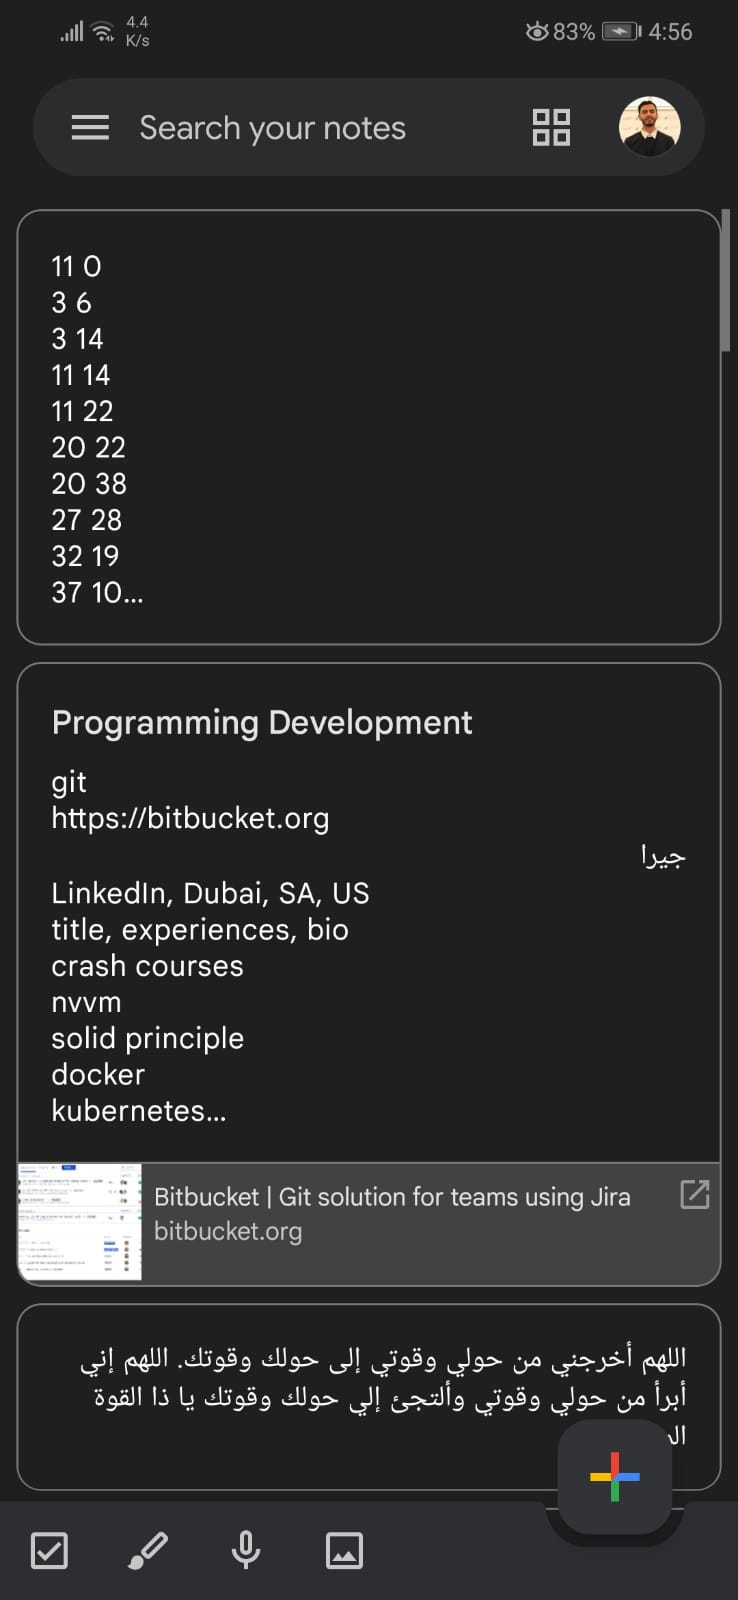 4.4
K/s
83%
4:56
Search your notes
11 0
3 6
3 14
11 14
11 22
20 22
20 38
27 28
32 19
37 10...
Programming Development
git
https://bitbucket.org
جيرا
LinkedIn, Dubai, SA, US
title, experiences, bio
crash courses
nvvm
solid principle
docker
kubernetes...
Bitbucket | Git solution for teams using Jira
bitbucket.org
اللهم أخرجني من حولي وقوتي إلى حولك وقوتك. اللهم إني
أبرأ من حولي وقوتي وألتجئ إلي حولك وقوتك يا ذا القوة